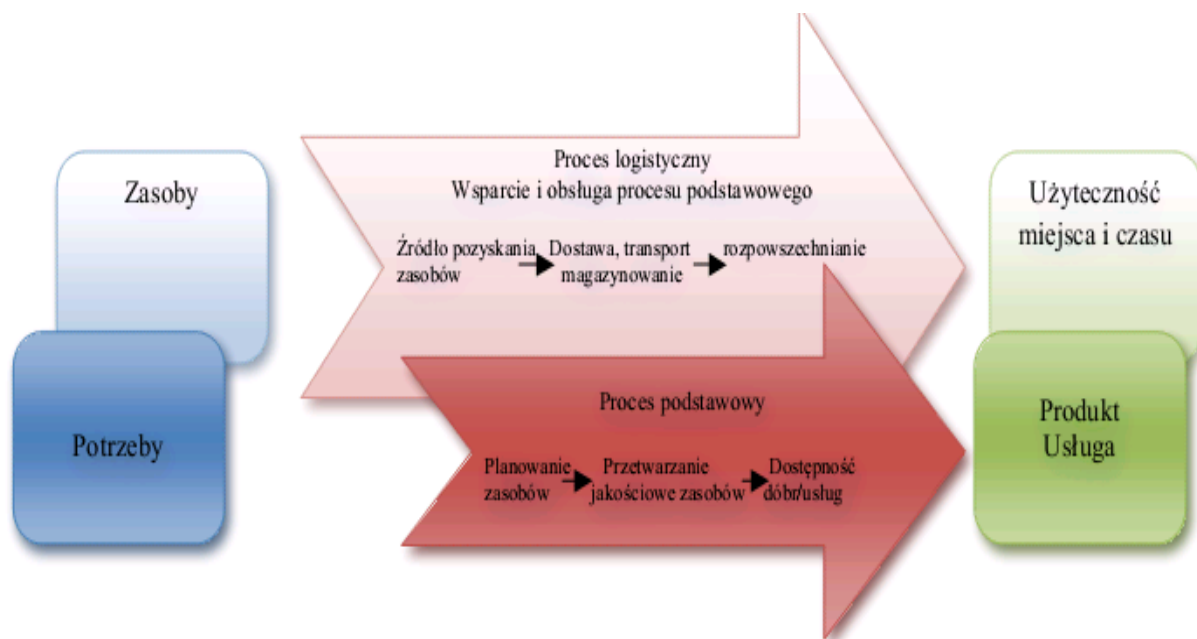 Zasoby
Potrzeby
Proces logistyczny
Wsparcie i obsługa procesu podstawowego
Źródło pozyskania
zasobów
Dostawa, transport
magazynowanie
rozpowszechnianie
Proces podstawowy
Planowanie
zasobów
Przetwarzanie
jakościowe zasobów
Dostępność
dóbr/usług
Użyteczność
miejsca i czasu
Produkt
Usługa